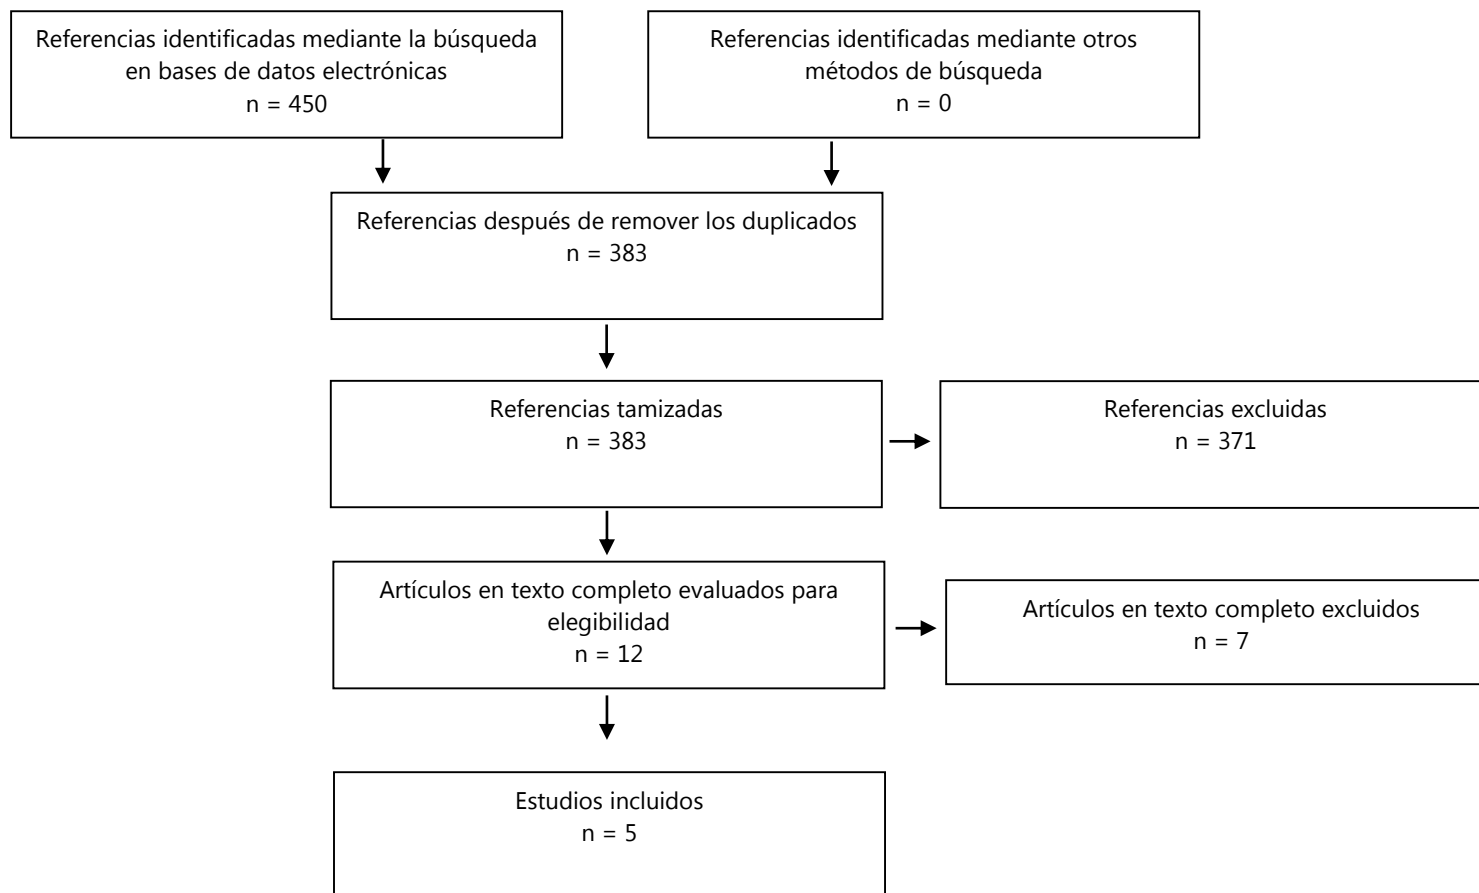 Referencias identificadas mediante la búsqueda
en bases de datos electrónicas
n = 450
Referencias identificadas mediante otros
métodos de búsqueda
n = 0
Referencias después de remover los duplicados
n = 383
Referencias tamizadas
n = 383
Referencias excluidas
n = 371
Artículos en texto completo evaluados para
elegibilidad
n = 12
Artículos en texto completo excluidos
n = 7
Estudios incluidos
n = 5